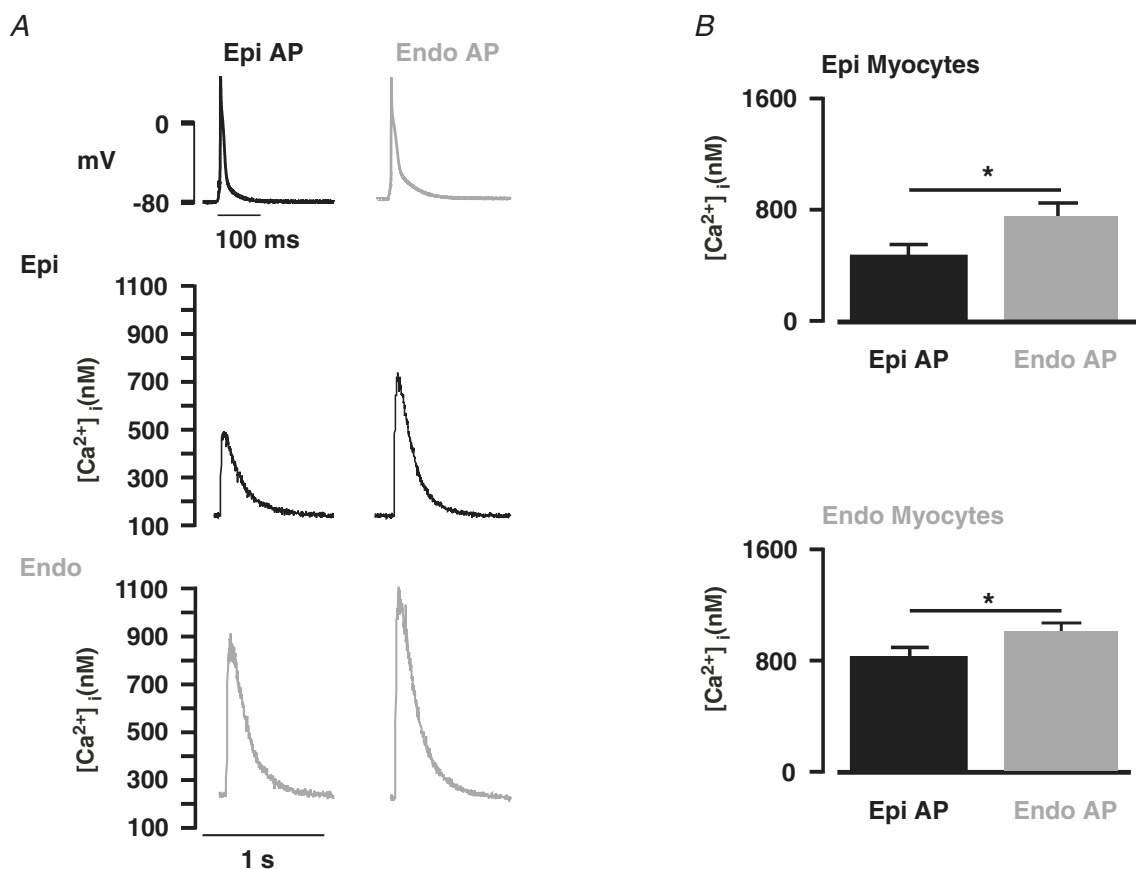 A
Epi AP
Endo AP
0
mV
-80
100 ms
Epi
1100
900
700
500
300
100
[Ca2+] i(nM)
Endo
1100
900
700
500
300
100
[Ca2+] i(nM)
1 s
B
Epi Myocytes
1600
800
0
[Ca2+] i(nM)
*
Epi AP
Endo AP
Endo Myocytes
1600
800
0
[Ca2+] i(nM)
*
Epi AP
Endo AP